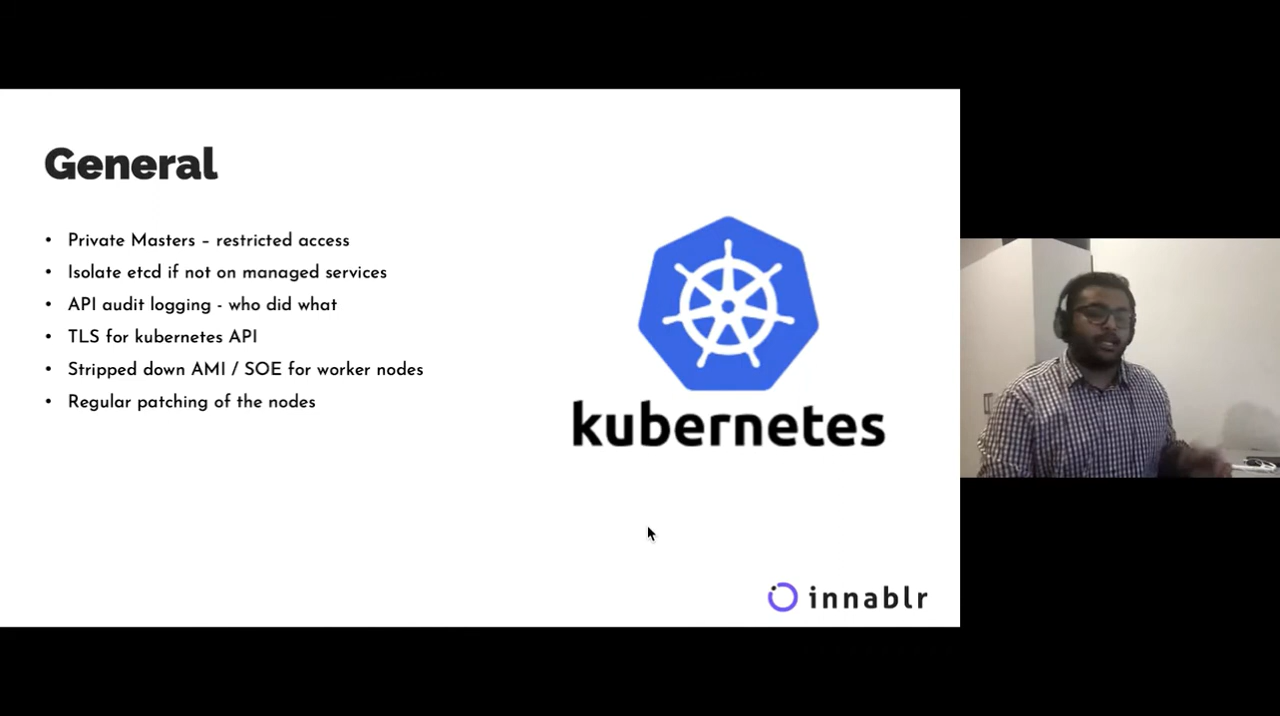 General
• Private Masters – restricted access
• Isolate etcd if not on managed services
• API audit logging - who did what
• TLS for kubernetes API
• Stripped down AMI / SOE for worker nodes
• Regular patching of the nodes
kubernetes
innablr